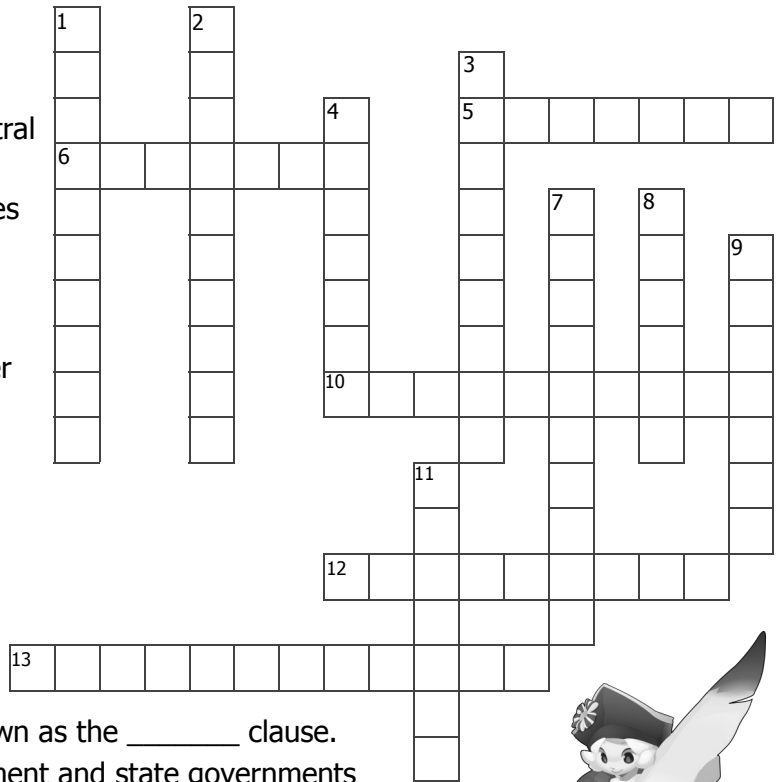 1 2
3
4 5
tral
6
es 7 8
9
er
10
11
12
13
wn as the ________ clause.
ment and state governments